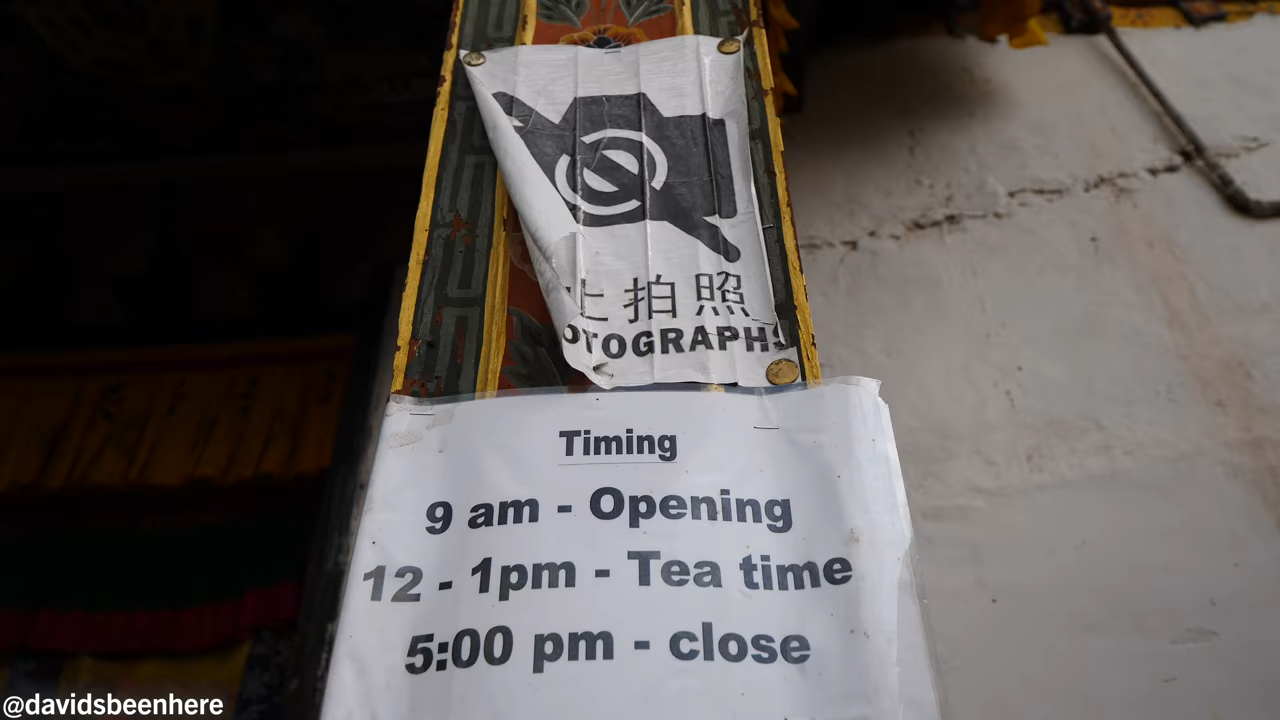 止拍照
OTOGRAPHS
Timing
9 am - Opening
12 - 1pm - Tea time
5:00 pm - close
@davidsbeenhere